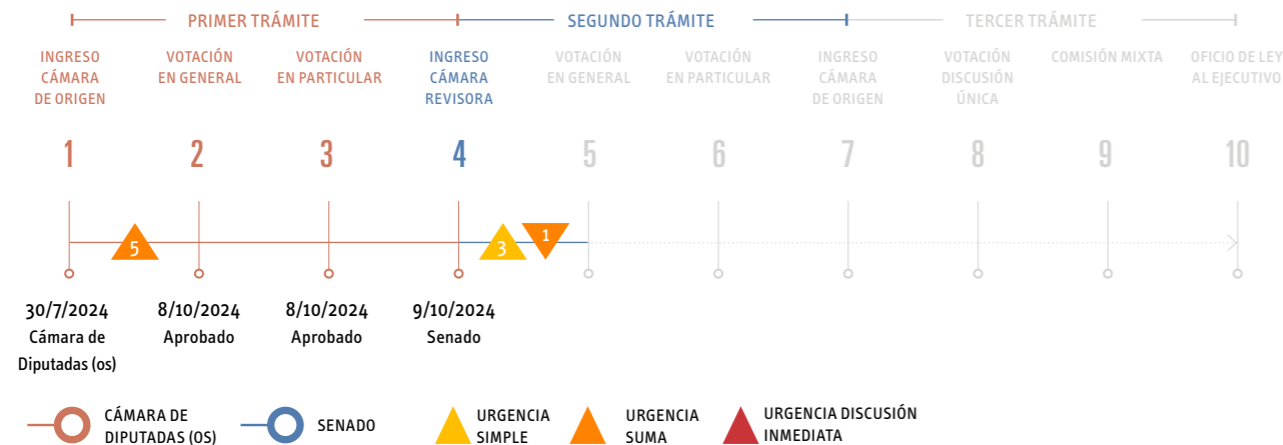 PRIMER TRÁMITE
SEGUNDO TRÁMITE
TERCER TRÁMITE
INGRESO
CÁMARA
DE ORIGEN
VOTACIÓN
EN GENERAL
VOTACIÓN
EN PARTICULAR
INGRESO
CÁMARA
REVISORA
VOTACIÓN
EN GENERAL
VOTACIÓN
EN PARTICULAR
INGRESO
CÁMARA
DE ORIGEN
VOTACIÓN
DISCUSIÓN
ÚNICA
COMISIÓN MIXTA
OFICIO DE LEY
AL EJECUTIVO
1
2
3
4
5
6
7
8
9
10
5
3
1
30/7/2024
Cámara de
Diputadas (os)
8/10/2024
Aprobado
8/10/2024
Aprobado
9/10/2024
Senado
CÁMARA DE
DIPUTADAS (OS)
SENADO
URGENCIA
SIMPLE
URGENCIA
SUMA
URGENCIA DISCUSIÓN
INMEDIATA